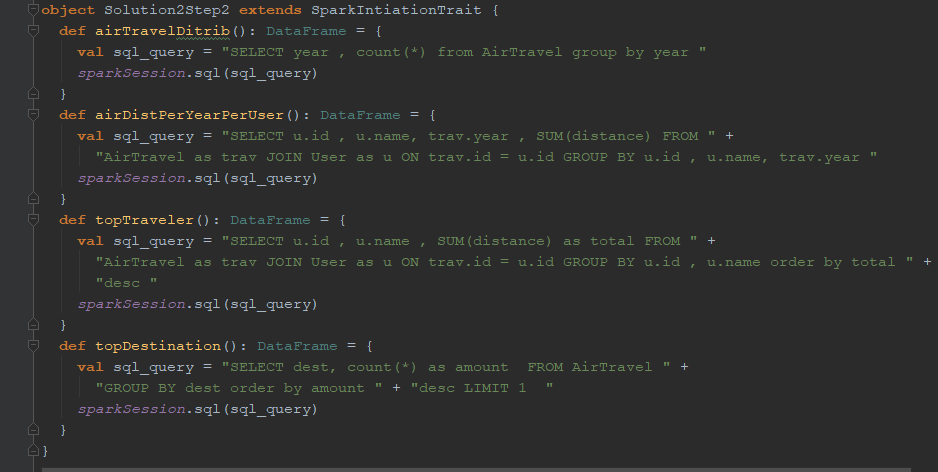 object Solution2Step2 extends SparkIntiationTrait {
  def airTravelDitrib(): DataFrame = {
    val sql_query = "SELECT year , count(*) from AirTravel group by year "
    sparkSession.sql(sql_query)
  }
  def airDistPerYearPerUser(): DataFrame = {
    val sql_query = "SELECT u.id , u.name, trav.year , SUM(distance) FROM " +
      "AirTravel as trav JOIN User as u ON trav.id = u.id GROUP BY u.id , u.name, trav.year "
    sparkSession.sql(sql_query)
  }
  def topTraveler(): DataFrame = {
    val sql_query = "SELECT u.id , u.name , SUM(distance) as total FROM " +
      "AirTravel as trav JOIN User as u ON trav.id = u.id GROUP BY u.id , u.name order by total " +
      "desc "
    sparkSession.sql(sql_query)
  }
  def topDestination(): DataFrame = {
    val sql_query = "SELECT dest, count(*) as amount  FROM AirTravel " +
      "GROUP BY dest order by amount " + "desc LIMIT 1  "
    sparkSession.sql(sql_query)
  }
}